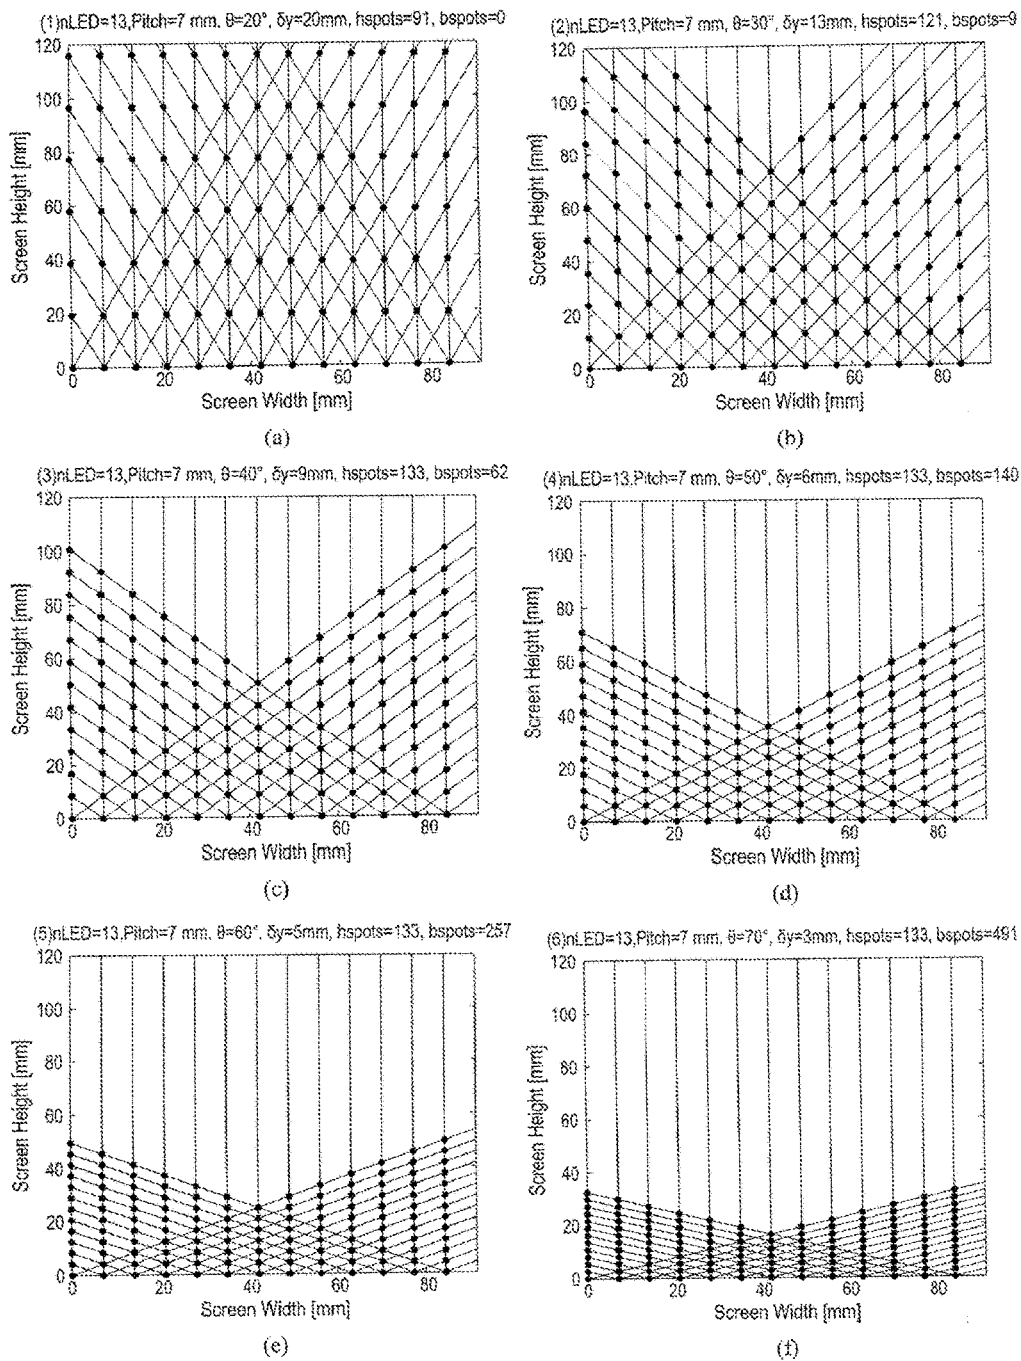 (1)nLED=13,Pitch=7 mm, θ=20°, δy=20mm, hspots=91, bspots=0
120
100
80
60
40
20
0
Screen Height [mm]
0 20 40 60 80
Screen Width [mm]
(a)
(2)nLED=13,Pitch=7 mm, θ=30°, δy=13mm, hspots=121, bspots=9
120
100
80
60
40
20
0
Screen Height [mm]
0 20 40 60 80
Screen Width [mm]
(b)
(3)nLED=13,Pitch=7 mm, θ=40°, δy=9mm, hspots=133, bspots=62
120
100
80
60
40
20
0
Screen Height [mm]
0 20 40 60 80
Screen Width [mm]
(c)
(4)nLED=13,Pitch=7 mm, θ=50°, δy=6mm, hspots=133, bspots=140
120
100
80
60
40
20
0
Screen Height [mm]
0 20 40 60 80
Screen Width [mm]
(d)
(5)nLED=13,Pitch=7 mm, θ=60°, δy=5mm, hspots=133, bspots=257
120
100
80
60
40
20
0
Screen Height [mm]
0 20 40 60 80
Screen Width [mm]
(e)
(6)nLED=13,Pitch=7 mm, θ=70°, δy=3mm, hspots=133, bspots=491
120
100
80
60
40
20
0
Screen Height [mm]
0 20 40 60 80
Screen Width [mm]
(f)